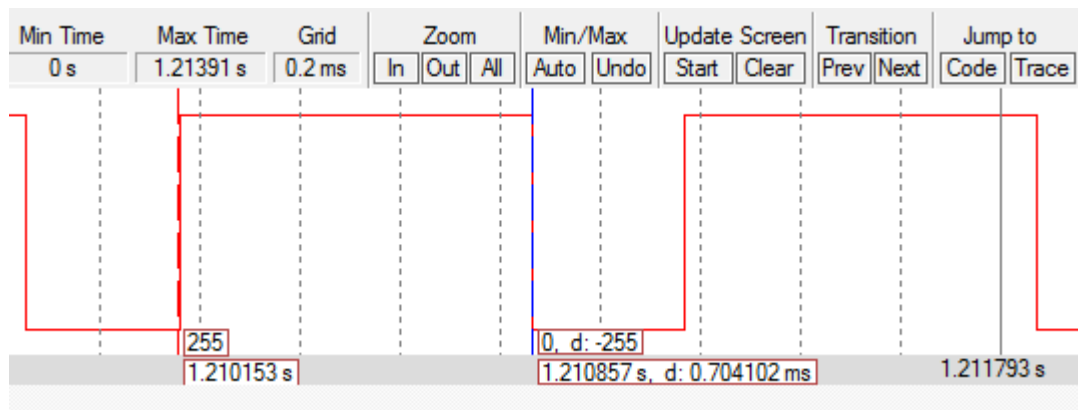 Min Time Max Time Grid Zoom Min/Max Update Screen Transition Jump to
0 s 1.21391 s 0.2 ms In Out All Auto Undo Start Clear Prev Next Code Trace
255 0, d: -255
1.210153 s 1.210857 s, d: 0.704102 ms 1.211793 s